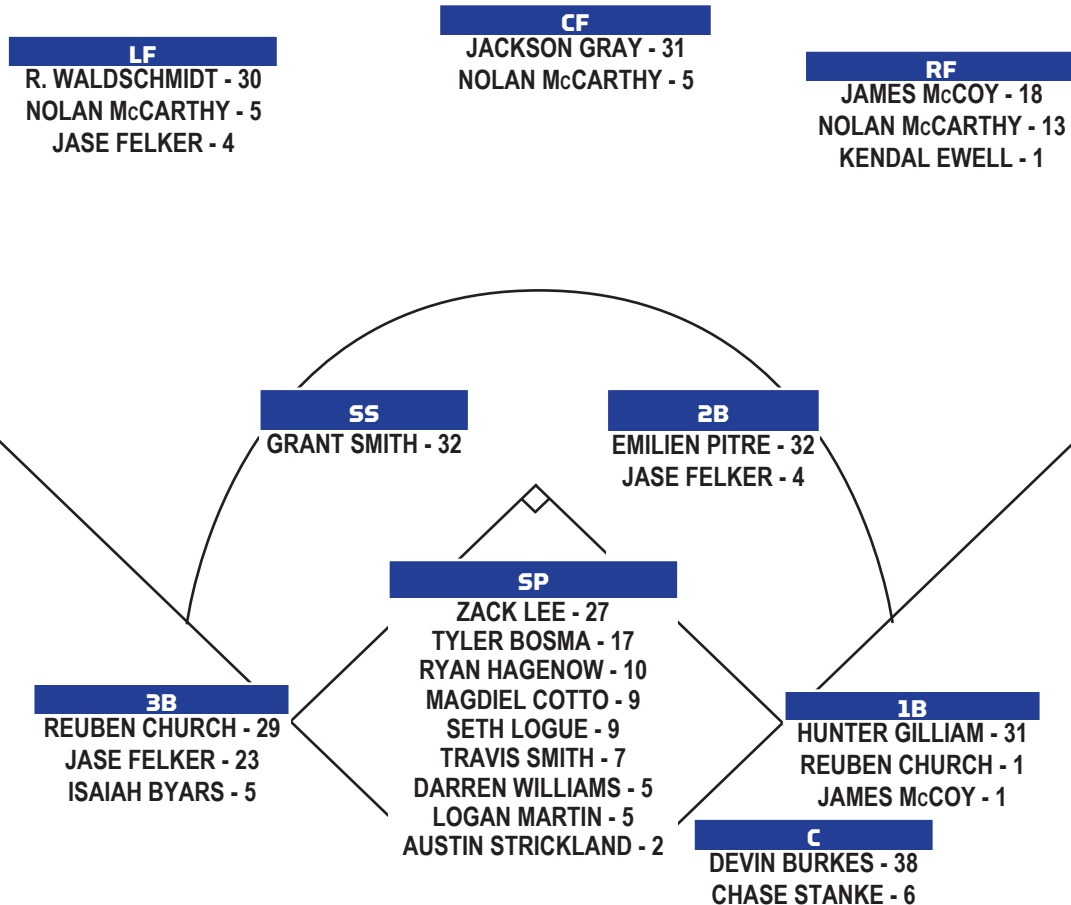 LF
R. WALDSCHMIDT - 30
NOLAN McCARTHY - 5
JASE FELKER - 4
CF
JACKSON GRAY - 31
NOLAN McCARTHY - 5
RF
JAMES McCOY - 18
NOLAN McCARTHY - 13
KENDAL EWELL - 1
SS
GRANT SMITH - 32
2B
EMILIEN PITRE - 32
JASE FELKER - 4
SP
ZACK LEE - 27
TYLER BOSMA - 17
RYAN HAGENOW - 10
MAGDIEL COTTO - 9
SETH LOGUE - 9
TRAVIS SMITH - 7
DARREN WILLIAMS - 5
LOGAN MARTIN - 5
AUSTIN STRICKLAND - 2
3B
REUBEN CHURCH - 29
JASE FELKER - 23
ISAIAH BYARS - 5
1B
HUNTER GILLIAM - 31
REUBEN CHURCH - 1
JAMES McCOY - 1
C
DEVIN BURKES - 38
CHASE STANKE - 6